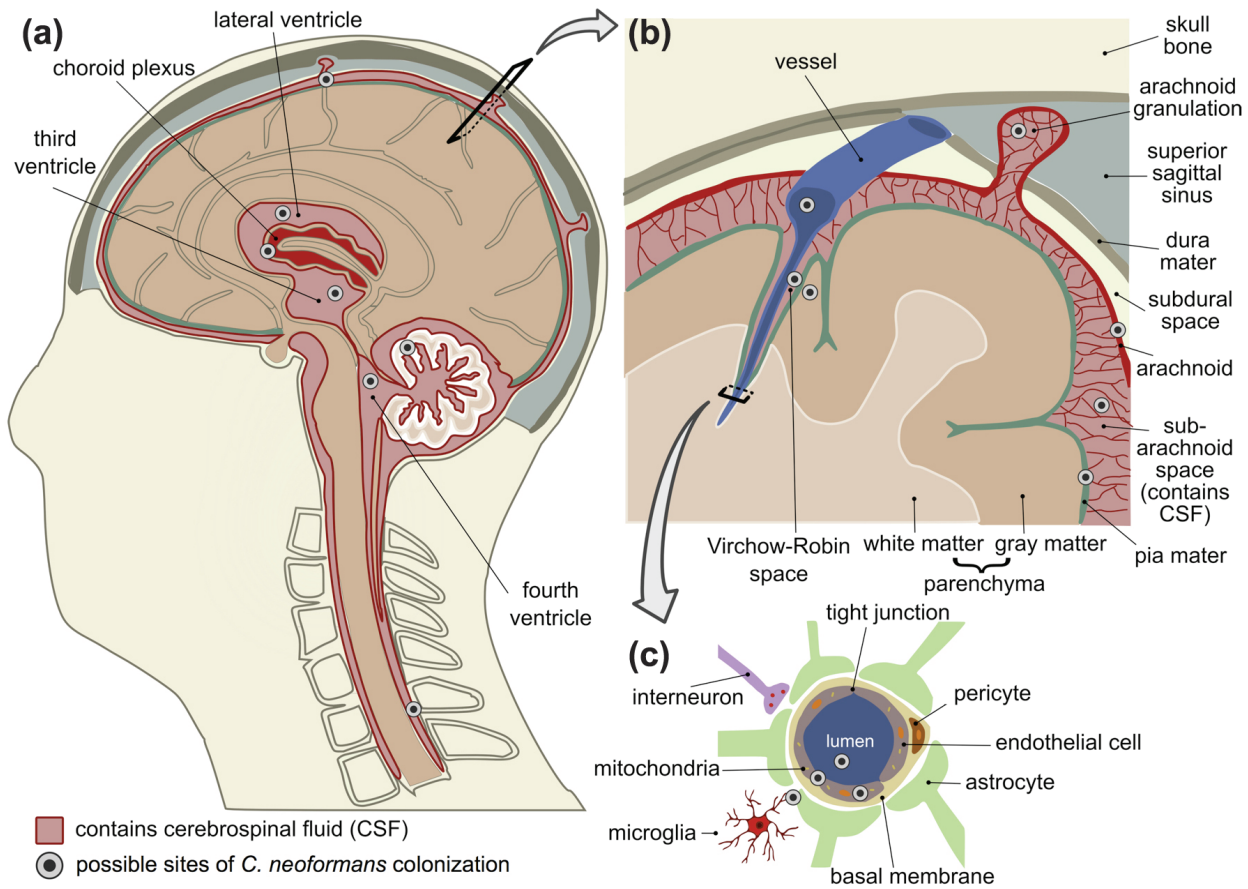 (a)
lateral ventricle
choroid plexus
third
ventricle
fourth
ventricle
contains cerebrospinal fluid (CSF)
possible sites of C. neoformans colonization
(b)
vessel
skull
bone
arachnoid
granulation
superior
sagittal
sinus
dura
mater
subdural
space
arachnoid
sub-
arachnoid
space
(contains
CSF)
pia mater
Virchow-Robin
space
white matter
gray matter
parenchyma
(c)
tight junction
interneuron
pericyte
lumen
endothelial cell
mitochondria
astrocyte
microglia
basal membrane